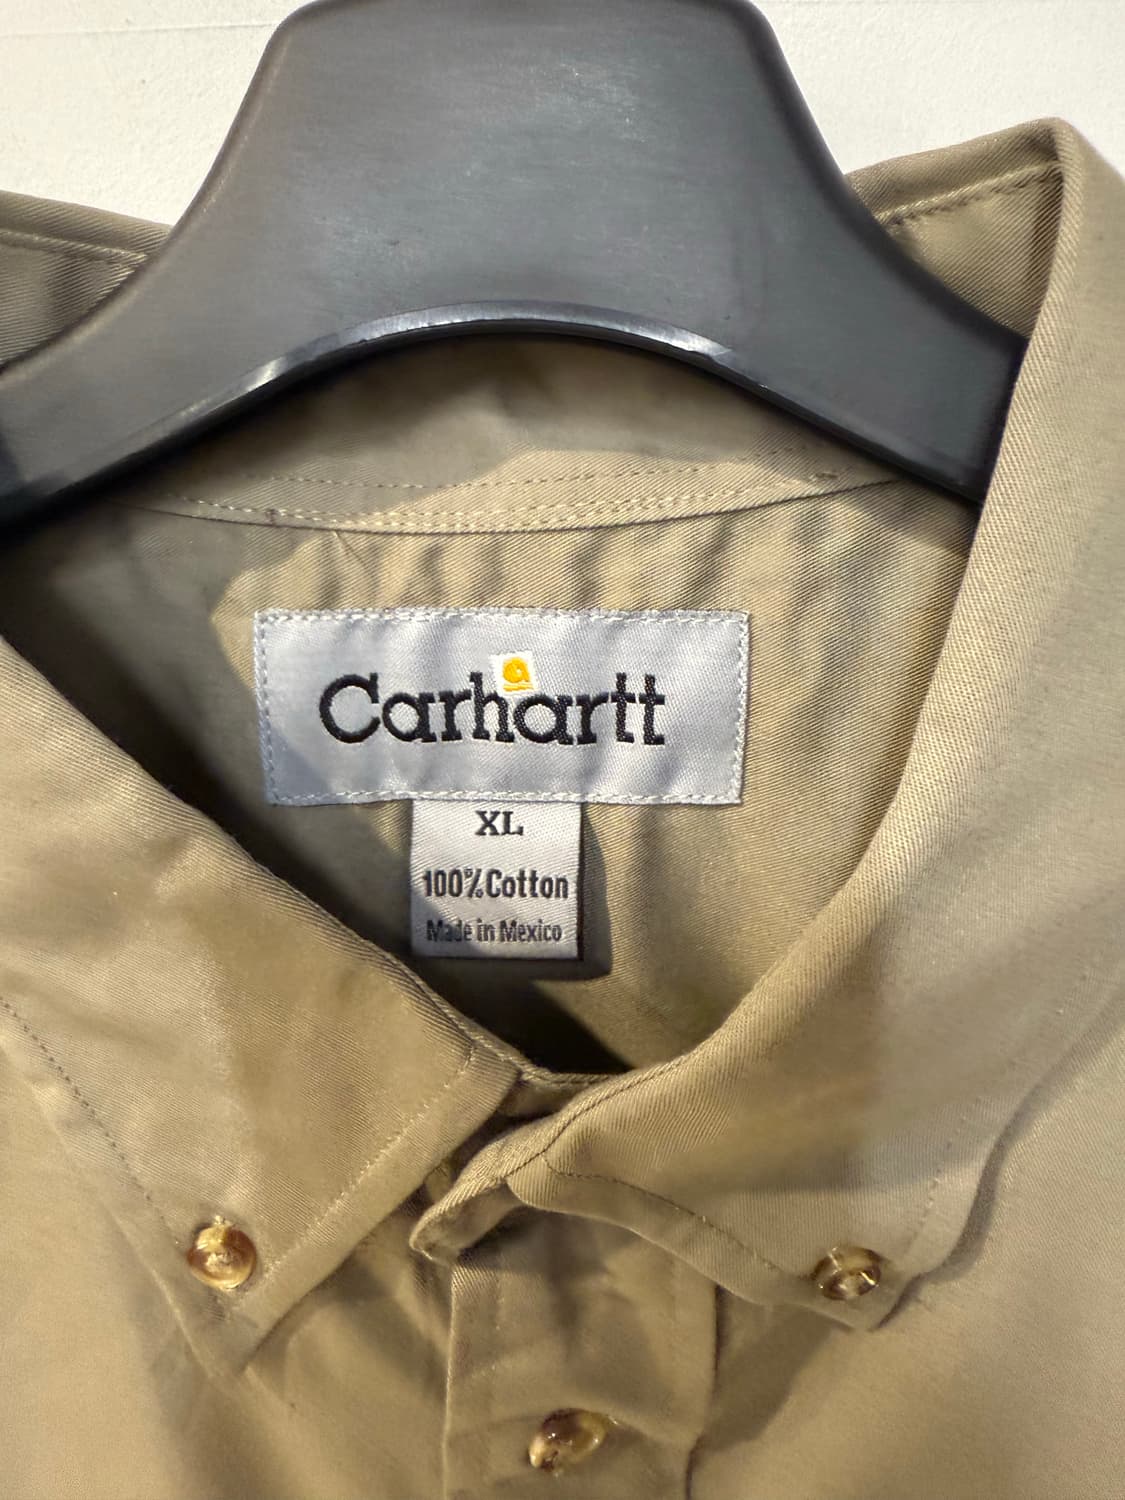 Carhartt
XL
100% Cotton
Made in Mexico